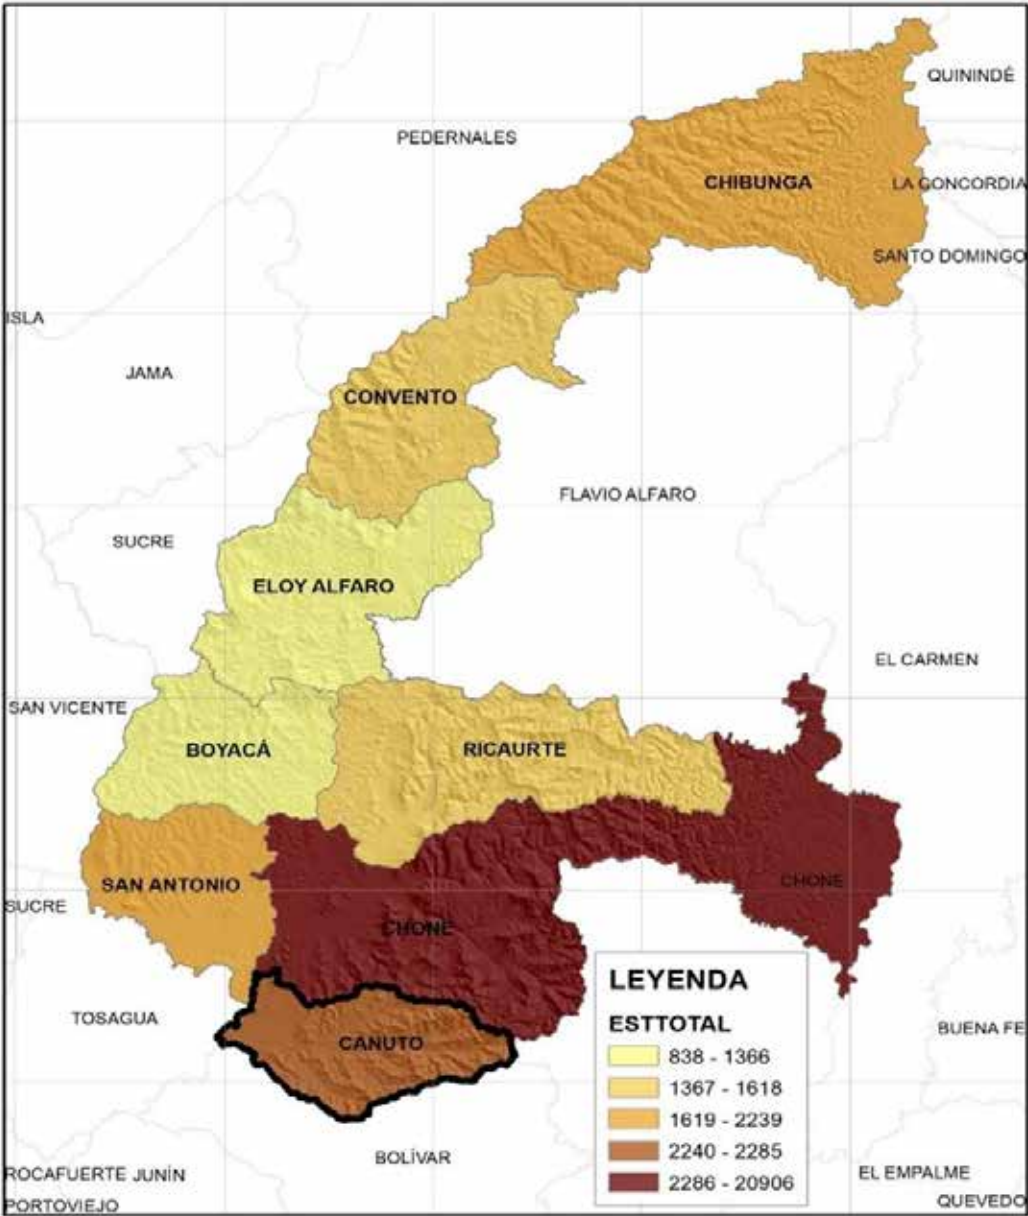 QUININDÉ
PEDERNALES
CHIBUNGA
LA CONCORDIA
SANTO DOMINGO
ISLA
JAMA
CONVENTO
FLAVIO ALFARO
SUCRE
ELOY ALFARO
EL CARMEN
SAN VICENTE
BOYACÁ
RICAURTE
CHONE
SAN ANTONIO
SUCRE
CHONE
LEYENDA
ESTTOTAL
838 - 1366
1367 - 1618
1619 - 2239
2240 - 2285
2286 - 20906
TOSAGUA
BUENA FE
CANUTO
BOLÍVAR
ROCAFUERTE JUNÍN
EL EMPALME
PORTOVIEJO
QUEVEDO